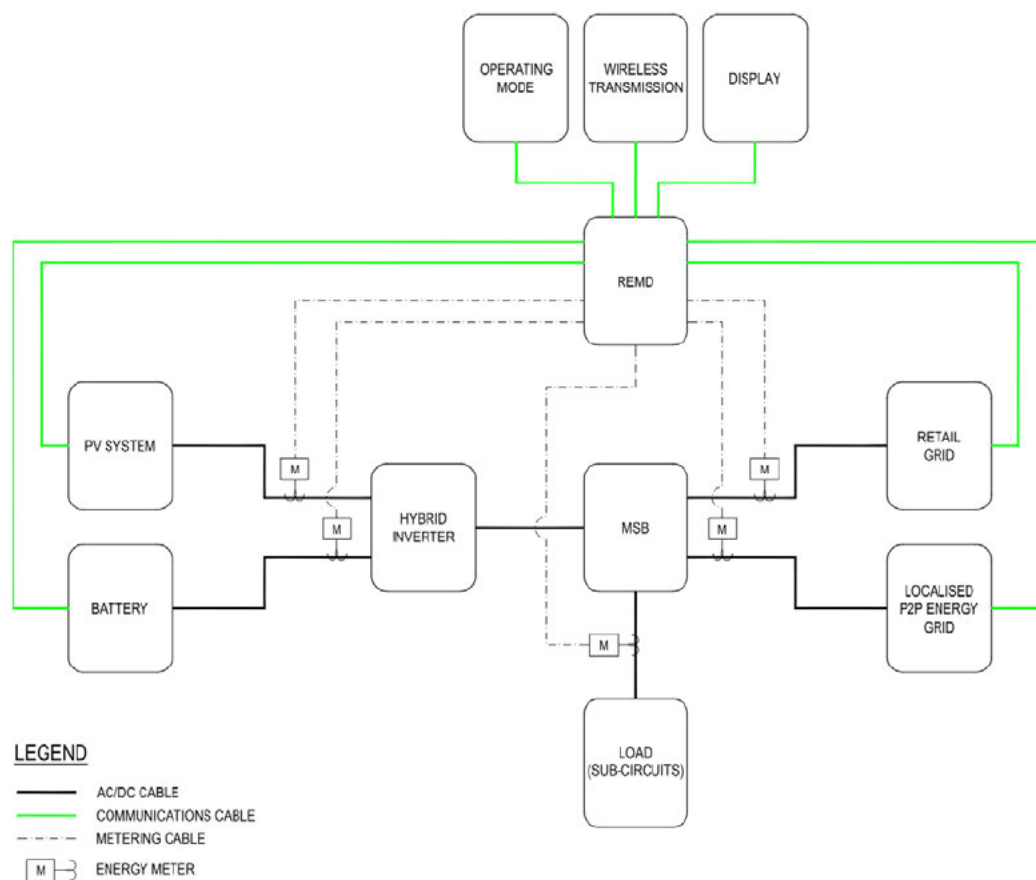 OPERATING
MODE
WIRELESS
TRANSMISSION
DISPLAY
REMD
PV SYSTEM
RETAIL
GRID
M
M
HYBRID
INVERTER
MSB
M
M
BATTERY
LOCALISED
P2P ENERGY
GRID
M
LOAD
(SUB-CIRCUITS)
LEGEND
AC/DC CABLE
COMMUNICATIONS CABLE
METERING CABLE
M ENERGY METER